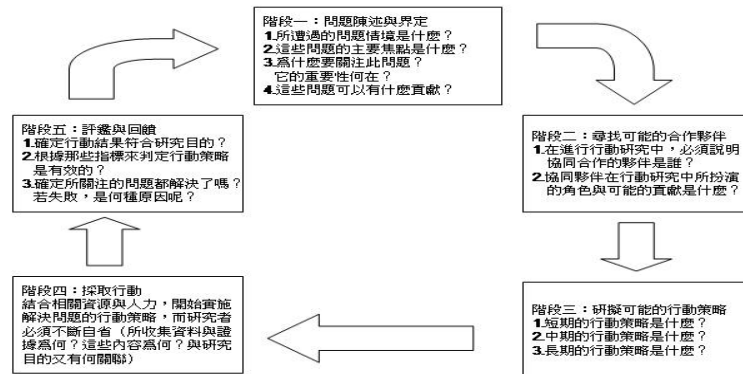 階段一：問題陳述與界定
1.所遭遇的問題情境是什麼？
2.這些問題的主要焦點是什麼？
3.爲什麼要關注此問題？
它的重要性何在？
4.這些問題可以有什麼貢獻？
階段二：尋找可能的合作夥伴
1.在進行行動研究中，必須說明
協同合作的夥伴是誰？
2.協同夥伴在行動研究中所扮演
的角色與可能的貢獻是什麼？
階段三：研擬可能的行動策略
1.短期的行動策略是什麼？
2.中期的行動策略是什麼？
3.長期的行動策略是什麼？
階段四：採取行動
結合相關資源與人力，開始實施
解決問題的行動策略，而研究者
必須不斷自省（所收集資料與證
據爲何？這些內容爲何？與研究
目的又有何關聯）
階段五：評鑑與回饋
1.確定行動結果符合研究目的？
2.根據那些指標來判定行動策略
是有效的？
3.確定所關注的問題都解決了嗎？
若失敗，是何種原因呢？